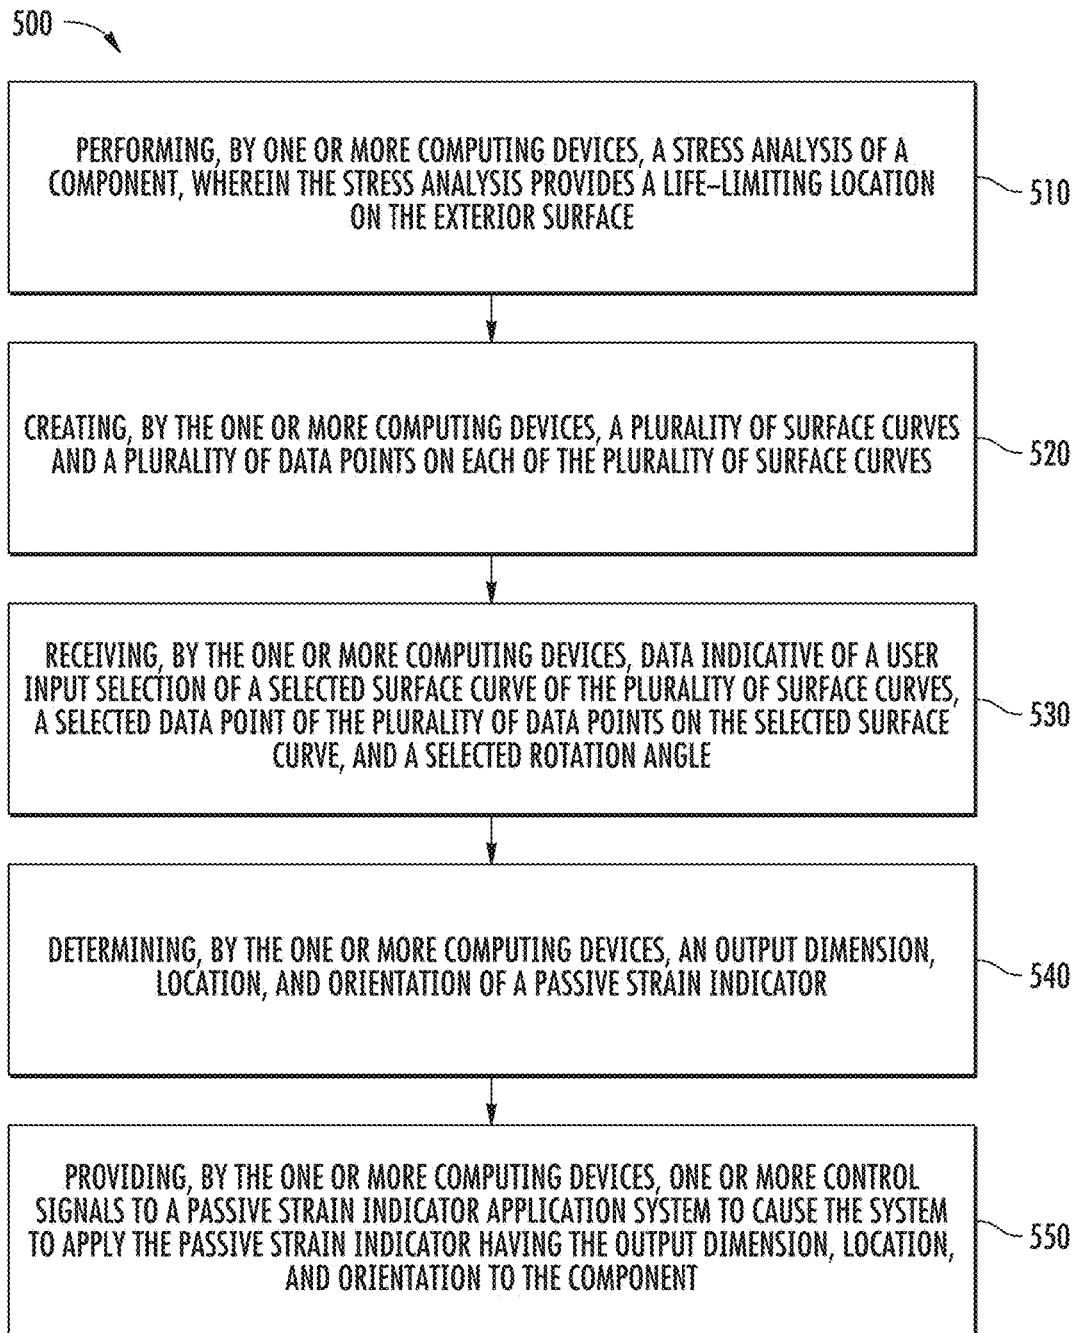 500
PERFORMING, BY ONE OR MORE COMPUTING DEVICES, A STRESS ANALYSIS OF A
COMPONENT, WHEREIN THE STRESS ANALYSIS PROVIDES A LIFE-LIMITING LOCATION
ON THE EXTERIOR SURFACE
510
CREATING, BY THE ONE OR MORE COMPUTING DEVICES, A PLURALITY OF SURFACE CURVES
AND A PLURALITY OF DATA POINTS ON EACH OF THE PLURALITY OF SURFACE CURVES
520
RECEIVING, BY THE ONE OR MORE COMPUTING DEVICES, DATA INDICATIVE OF A USER
INPUT SELECTION OF A SELECTED SURFACE CURVE OF THE PLURALITY OF SURFACE CURVES,
A SELECTED DATA POINT OF THE PLURALITY OF DATA POINTS ON THE SELECTED SURFACE
CURVE, AND A SELECTED ROTATION ANGLE
530
DETERMINING, BY THE ONE OR MORE COMPUTING DEVICES, AN OUTPUT DIMENSION,
LOCATION, AND ORIENTATION OF A PASSIVE STRAIN INDICATOR
540
PROVIDING, BY THE ONE OR MORE COMPUTING DEVICES, ONE OR MORE CONTROL
SIGNALS TO A PASSIVE STRAIN INDICATOR APPLICATION SYSTEM TO CAUSE THE SYSTEM
TO APPLY THE PASSIVE STRAIN INDICATOR HAVING THE OUTPUT DIMENSION, LOCATION,
AND ORIENTATION TO THE COMPONENT
550